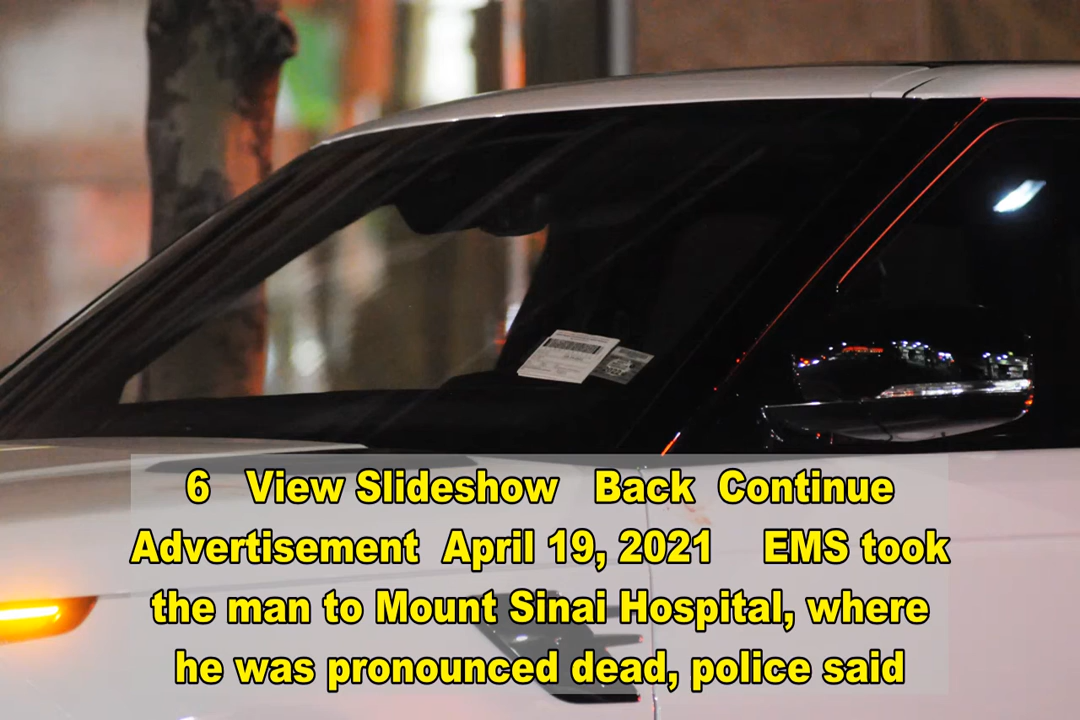 6 View Slideshow Back Continue
Advertisement April 19, 2021 EMS took
the man to Mount Sinai Hospital, where
he was pronounced dead, police said